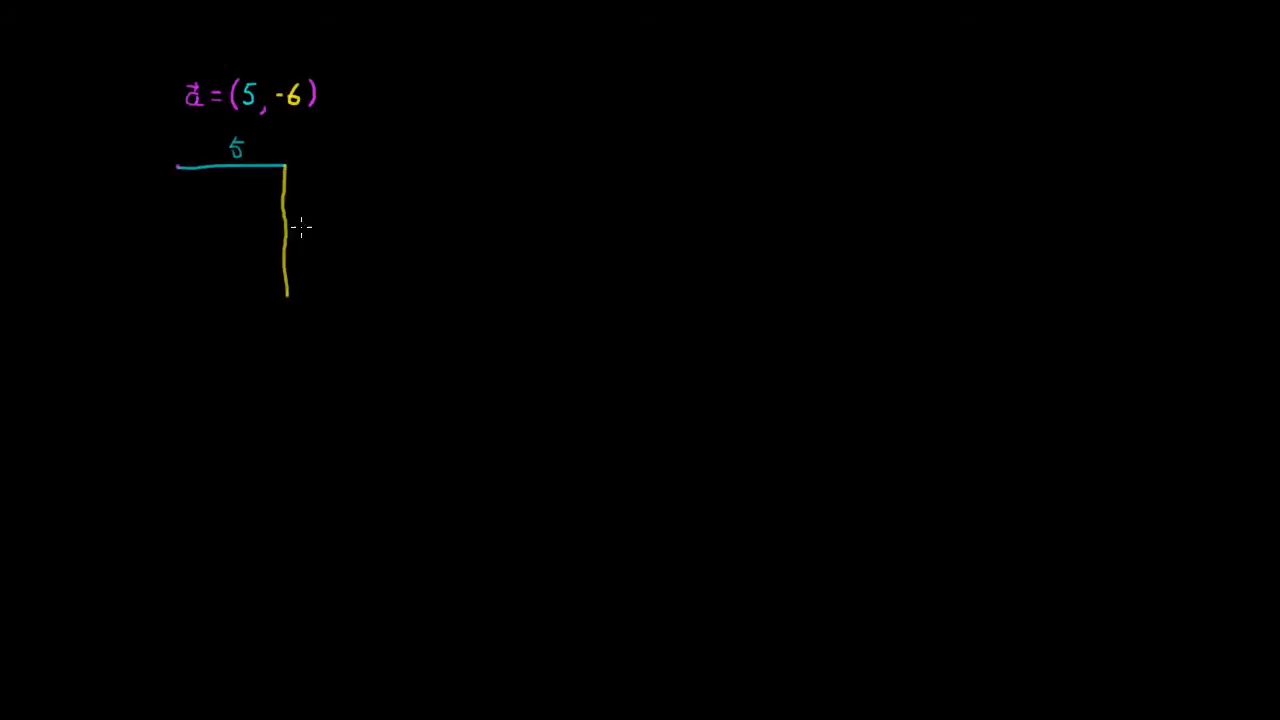 a⃗ = (5, -6)
5